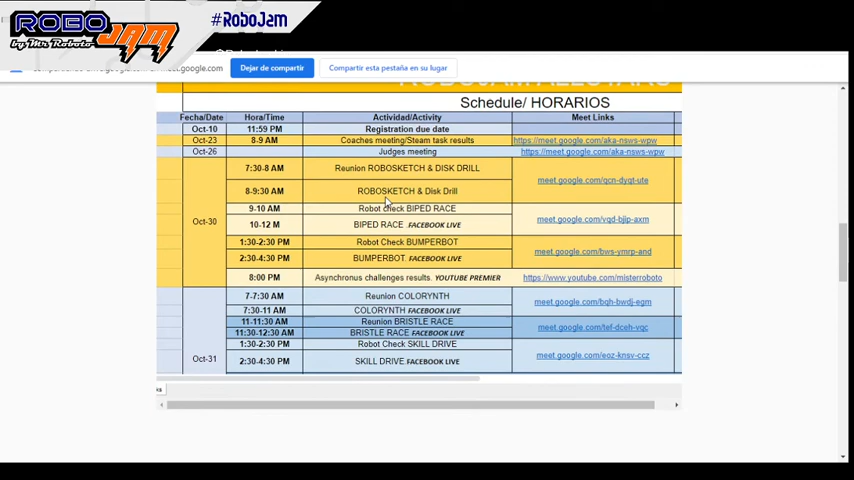 ROBO
JAM
by Mr Roboto
#RoboJam
meet.google.com
Dejar de compartir
Compartir esta pestaña en su lugar
ROBOJAM ALLSTARS
Schedule/ HORARIOS
Fecha/Date Hora/Time Actividad/Activity Meet Links
Oct-10 11:59 PM Registration due date
Oct-23 8-9 AM Coaches meeting/Steam task results https://meet.google.com/aka-nsws-wpw
Oct-26 Judges meeting https://meet.google.com/aka-nsws-wpw
Oct-30
7:30-8 AM Reunion ROBOSKETCH & DISK DRILL
8-9:30 AM ROBOSKETCH & Disk Drill
meet.google.com/qcn-dyqt-ute
9-10 AM Robot check BIPED RACE
10-12 M BIPED RACE .FACEBOOK LIVE
meet.google.com/vqd-bjip-axm
1:30-2:30 PM Robot Check BUMPERBOT
2:30-4:30 PM BUMPERBOT. FACEBOOK LIVE
meet.google.com/bws-ymrp-and
8:00 PM Asynchronus challenges results. YOUTUBE PREMIER https://www.youtube.com/misterroboto
Oct-31
7-7:30 AM Reunion COLORYNTH
7:30-11 AM COLORYNTH FACEBOOK LIVE
meet.google.com/bqh-bwdj-egm
11-11:30 AM Reunion BRISTLE RACE
11:30-12:30 AM BRISTLE RACE FACEBOOK LIVE
meet.google.com/tef-dceh-vqc
1:30-2:30 PM Robot Check SKILL DRIVE
2:30-4:30 PM SKILL DRIVE.FACEBOOK LIVE
meet.google.com/eoz-knsv-ccz